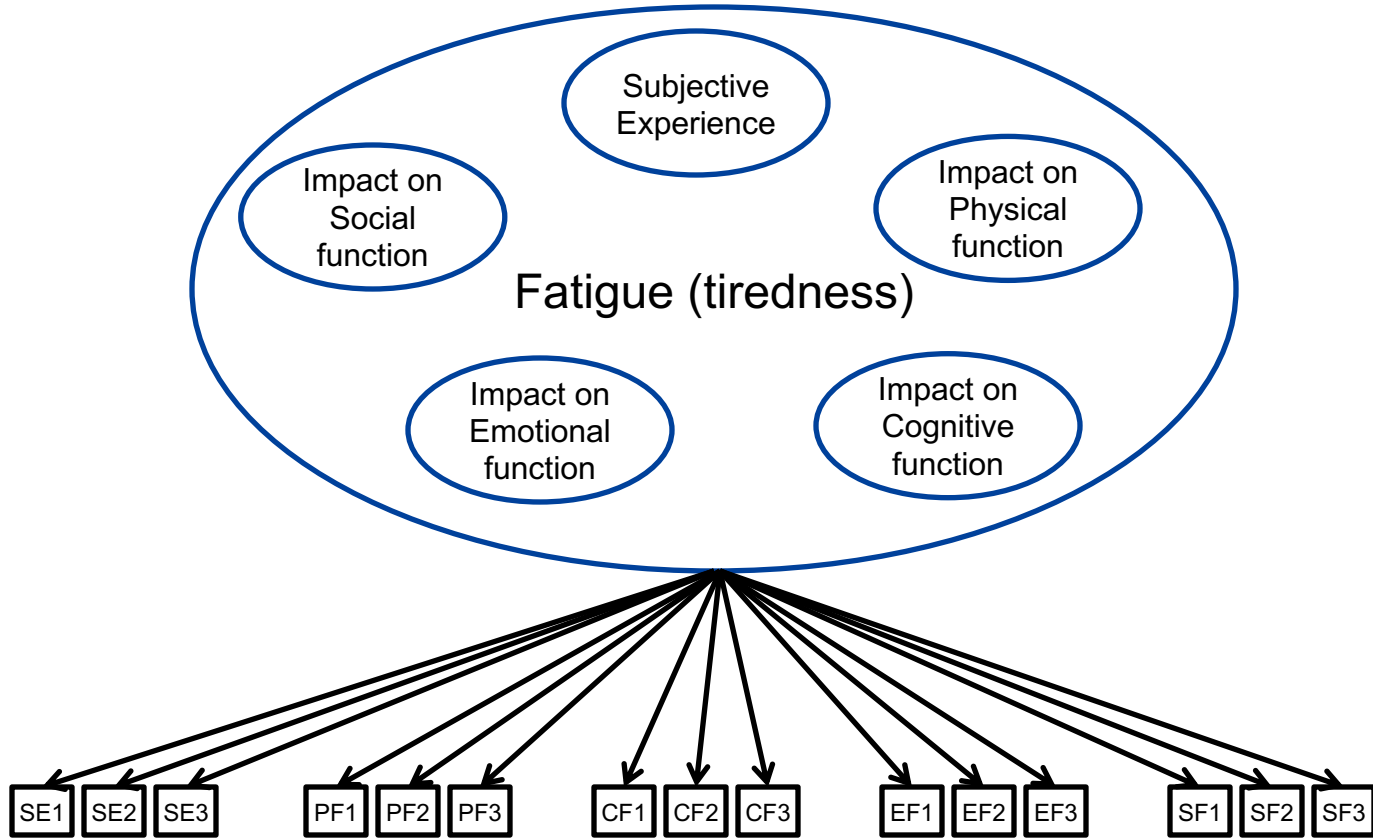 Subjective
Experience
Impact on
Social
function
Impact on
Physical
function
Fatigue (tiredness)
Impact on
Emotional
function
Impact on
Cognitive
function
SE1 SE2 SE3 PF1 PF2 PF3 CF1 CF2 CF3 EF1 EF2 EF3 SF1 SF2 SF3